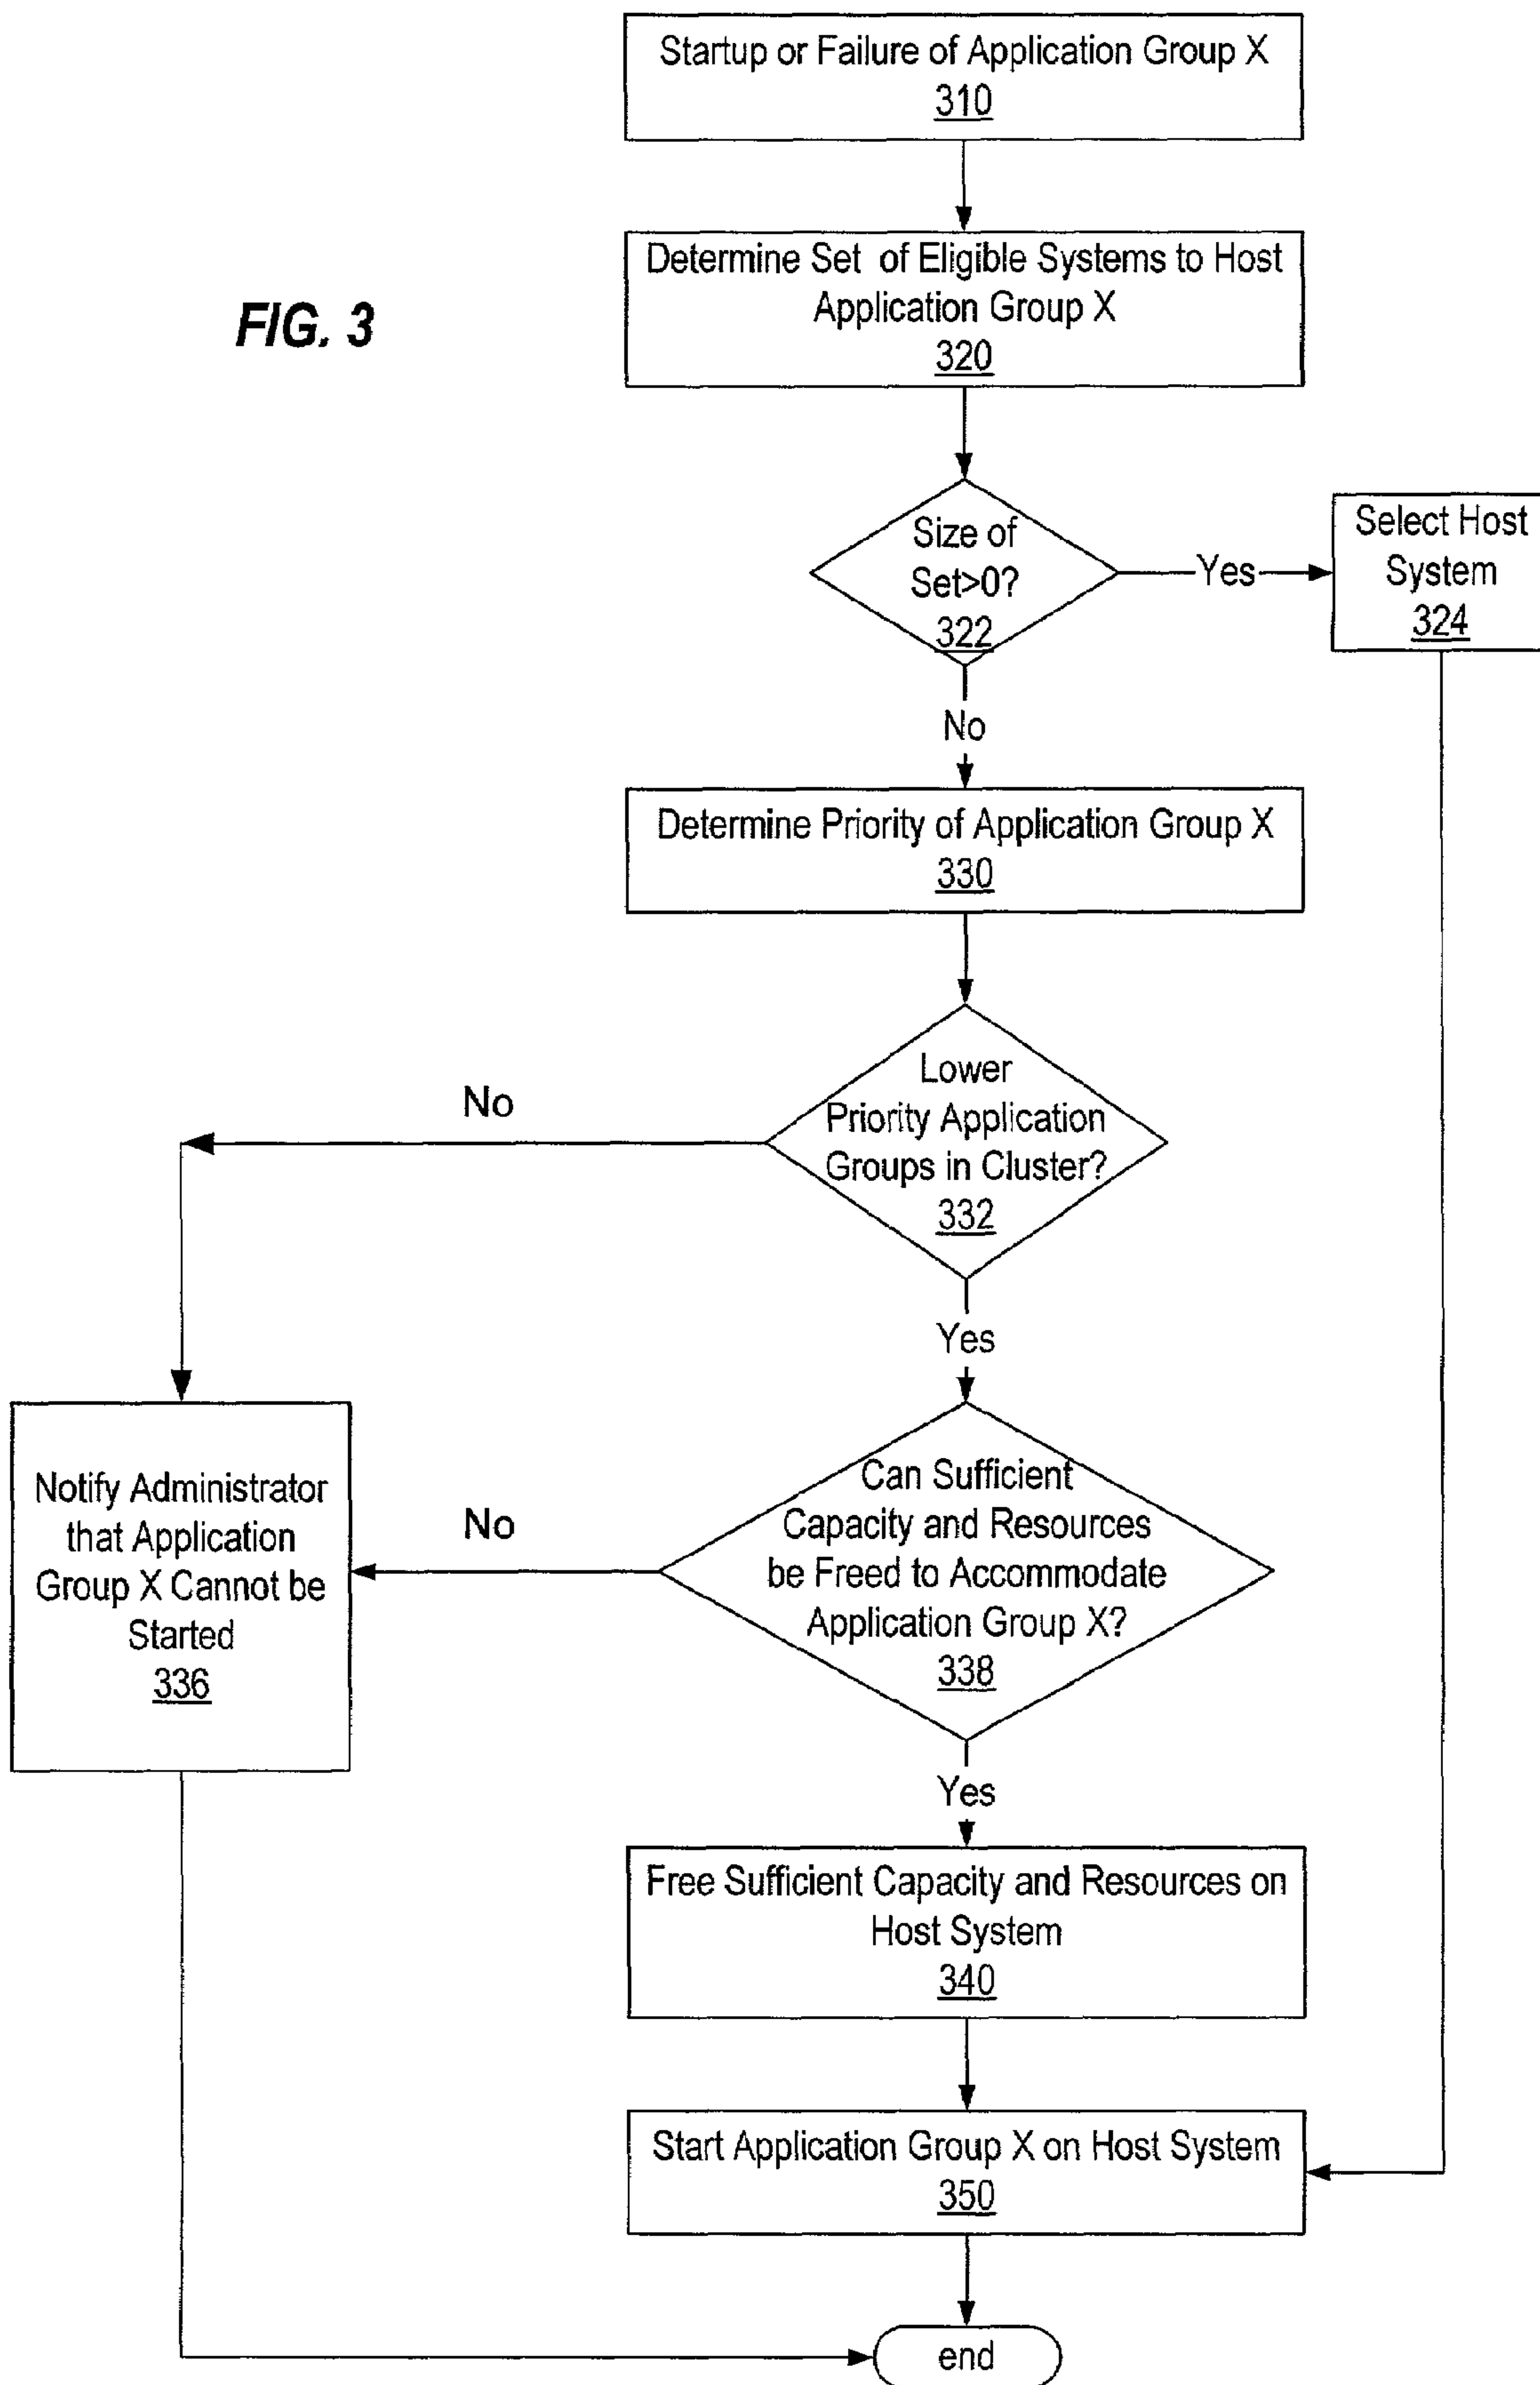 Startup or Failure of Application Group X
310
Determine Set of Eligible Systems to Host
Application Group X
320
FIG. 3
Size of
Set>0?
322
Yes
Select Host
System
324
No
Determine Priority of Application Group X
330
Lower
Priority Application
Groups in Cluster?
332
No
Yes
Can Sufficient
Capacity and Resources
be Freed to Accommodate
Application Group X?
338
No
Notify Administrator
that Application
Group X Cannot be
Started
336
Yes
Free Sufficient Capacity and Resources on
Host System
340
Start Application Group X on Host System
350
end